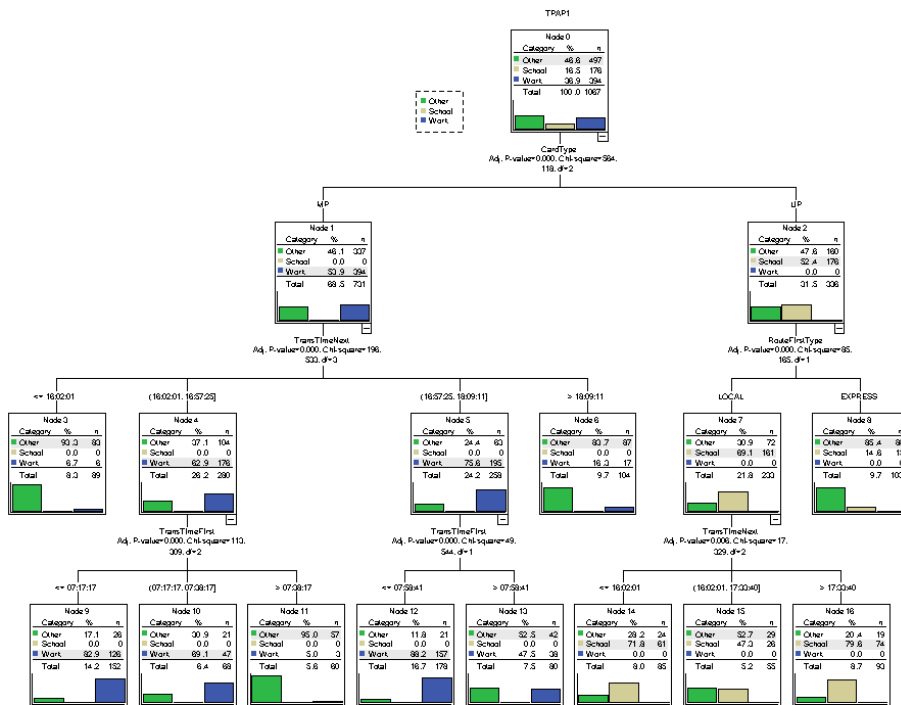 TPAP1
Node 0
Category % n
Other 46.6 497
School 16.5 176
Work 36.9 394
Total 100.0 1067
Other
School
Work
CardType
Adj. P-value=0.000. Chi-square=564.
118. df=2
MP
UP
Node 1
Category % n
Other 46.1 337
School 0.0 0
Work 53.9 394
Total 68.5 731
Node 2
Category % n
Other 47.6 160
School 52.4 176
Work 0.0 0
Total 31.5 336
TransTimeNext
Adj. P-value=0.000. Chi-square=196.
533. df=3
RouteFirstType
Adj. P-value=0.000. Chi-square=85.
165. df=1
<= 16:02:01
(16:02:01, 16:57:25]
(16:57:25, 18:09:11]
> 18:09:11
LOCAL
EXPRESS
Node 3
Category % n
Other 93.3 83
School 0.0 0
Work 6.7 6
Total 8.3 89
Node 4
Category % n
Other 37.1 104
School 0.0 0
Work 62.9 176
Total 26.2 280
Node 5
Category % n
Other 24.4 63
School 0.0 0
Work 75.6 195
Total 24.2 258
Node 6
Category % n
Other 83.7 87
School 0.0 0
Work 16.3 17
Total 9.7 104
Node 7
Category % n
Other 30.9 72
School 69.1 161
Work 0.0 0
Total 21.8 233
Node 8
Category %
Other 85.4
School 14.6
Work 0.0
Total 9.7
TransTimeFirst
Adj. P-value=0.000. Chi-square=113.
309. df=2
TransTimeFirst
Adj. P-value=0.000. Chi-square=49.
544. df=1
TransTimeNext
Adj. P-value=0.006. Chi-square=17.
329. df=2
<= 07:17:17
(07:17:17, 07:38:17]
> 07:38:17
<= 07:58:41
> 07:58:41
<= 16:02:01
(16:02:01, 17:33:40]
> 17:33:40
Node 9
Category % n
Other 17.1 26
School 0.0 0
Work 82.9 126
Total 14.2 152
Node 10
Category % n
Other 30.9 21
School 0.0 0
Work 69.1 47
Total 6.4 68
Node 11
Category % n
Other 95.0 57
School 0.0 0
Work 5.0 3
Total 5.6 60
Node 12
Category % n
Other 11.8 21
School 0.0 0
Work 88.2 157
Total 16.7 178
Node 13
Category % n
Other 52.5 42
School 0.0 0
Work 47.5 38
Total 7.5 80
Node 14
Category % n
Other 28.2 24
School 71.8 61
Work 0.0 0
Total 8.0 85
Node 15
Category % n
Other 52.7 29
School 47.3 26
Work 0.0 0
Total 5.2 55
Node 16
Category % n
Other 20.4 19
School 79.6 74
Work 0.0 0
Total 8.7 93